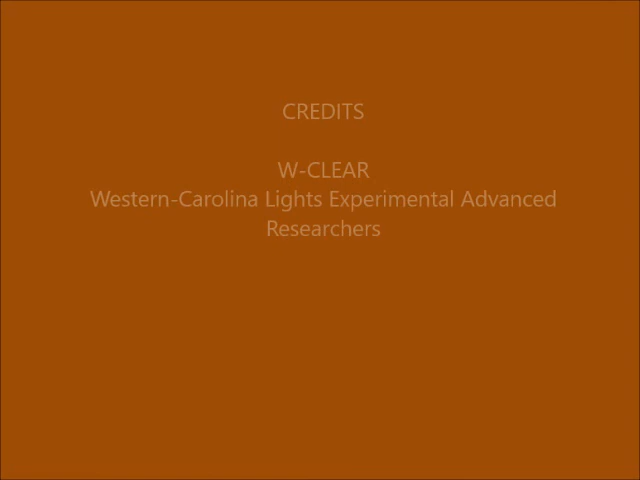 CREDITS
W-CLEAR
Western-Carolina Lights Experimental Advanced
Researchers